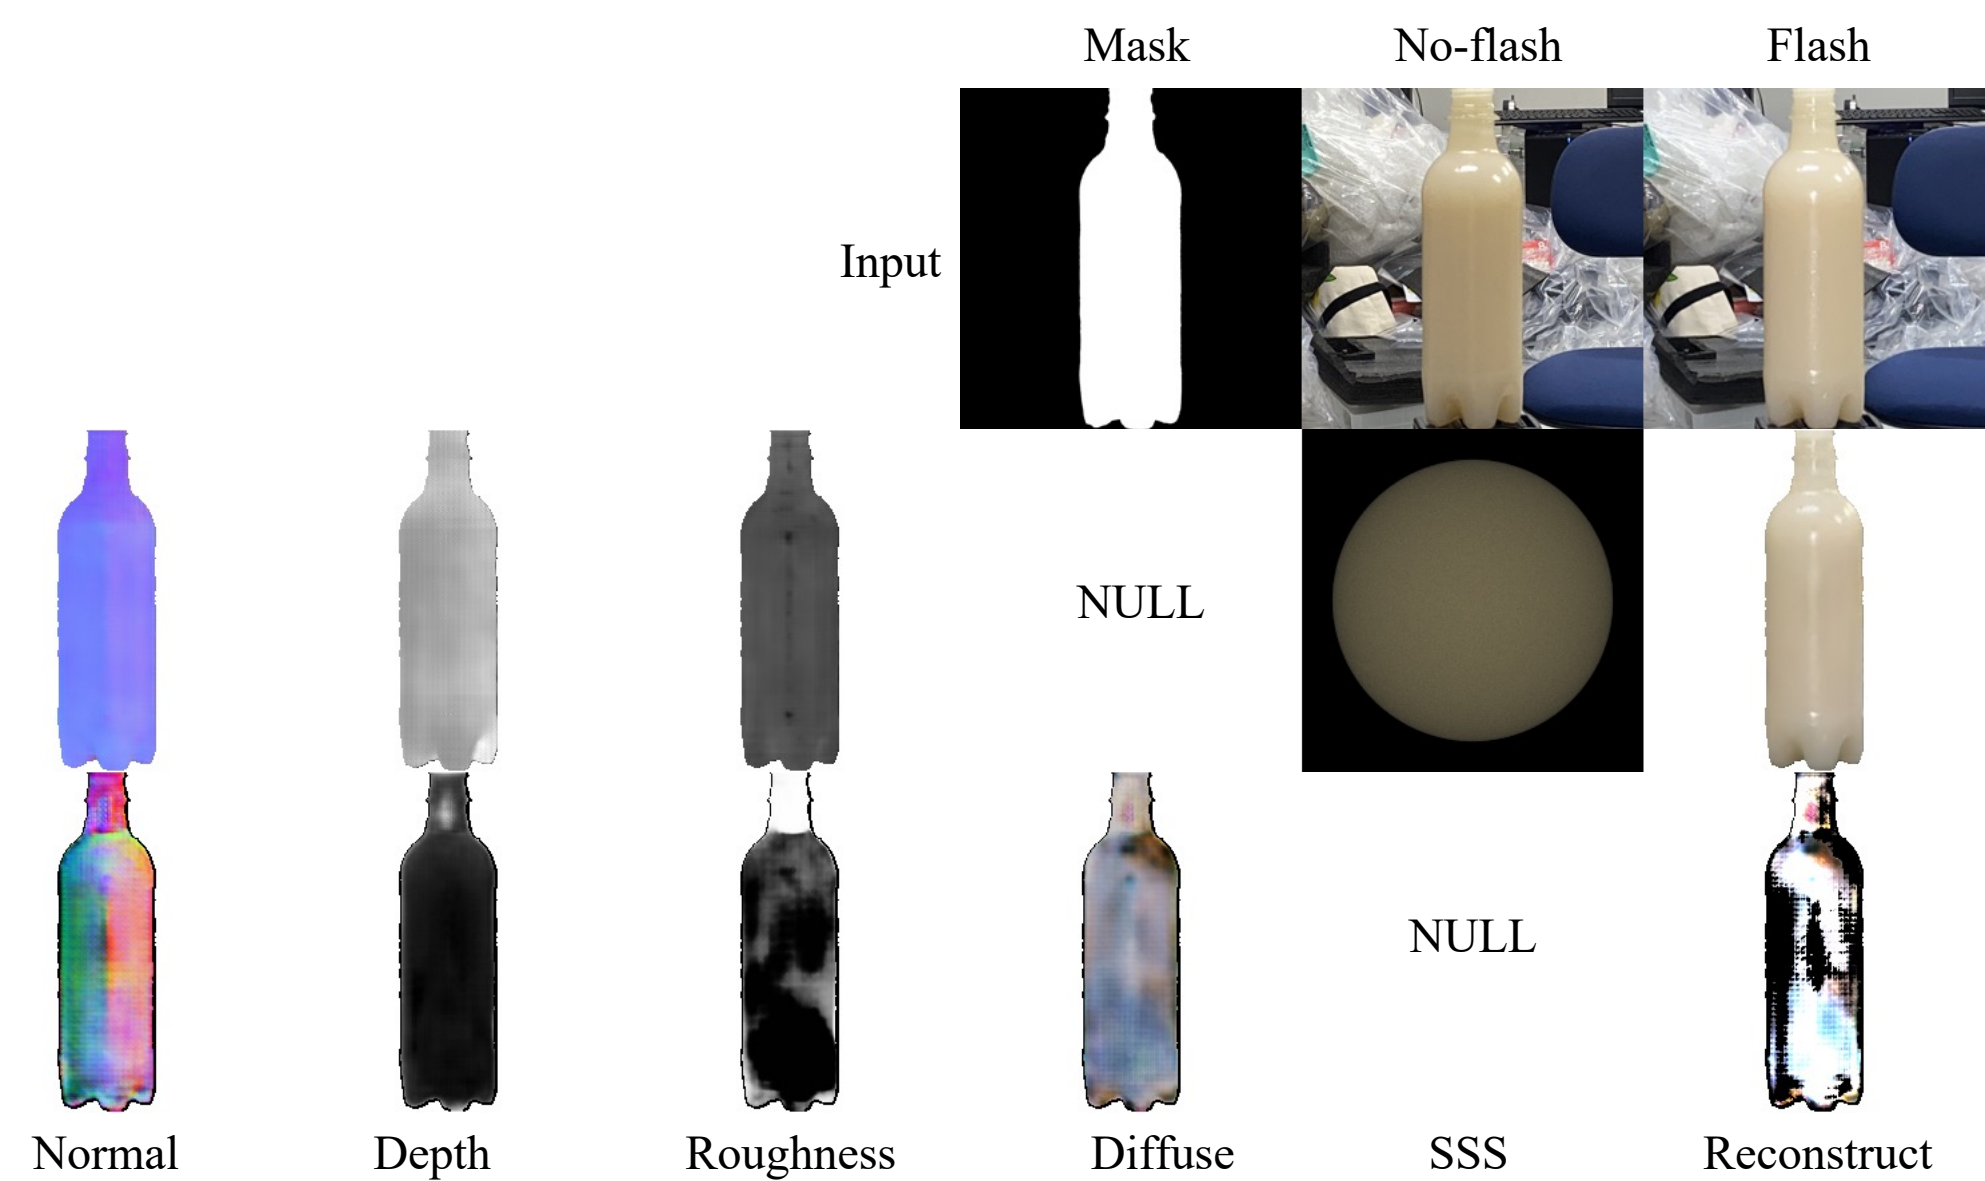 Mask No-flash Flash
Input
NULL
NULL
Normal Depth Roughness Diffuse SSS Reconstruct